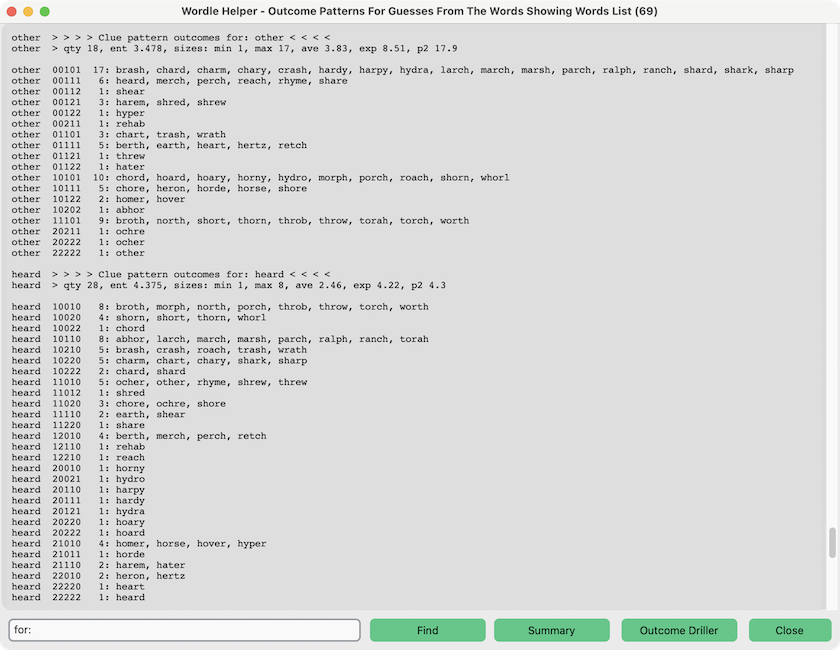 Wordle Helper - Outcome Patterns For Guesses From The Words Showing Words List (69)
other > > > > Clue pattern outcomes for: other < < < <
other > qty 18, ent 3.478, sizes: min 1, max 17, ave 3.83, exp 8.51, p2 17.9
other 00101 17: brash, chard, charm, chary, crash, hardy, harpy, hydra, larch, march, marsh, parch, ralph, ranch, shard, shark, sharp
other 00111 6: heard, merch, perch, reach, rhyme, share
other 00112 1: shear
other 00121 3: harem, shred, shrew
other 00122 1: hyper
other 00211 1: rehab
other 01101 3: chart, trash, wrath
other 01111 5: berth, earth, heart, hertz, retch
other 01121 1: threw
other 01122 1: hater
other 10101 10: chord, hoard, hoary, horny, hydro, morph, porch, roach, shorn, whorl
other 10111 5: chore, heron, horde, horse, shore
other 10122 2: homer, hover
other 10202 1: abhor
other 11101 9: broth, north, short, thorn, throb, throw, torah, torch, worth
other 20211 1: ochre
other 20222 1: ocher
other 22222 1: other
heard > > > > Clue pattern outcomes for: heard < < < <
heard > qty 28, ent 4.375, sizes: min 1, max 8, ave 2.46, exp 4.22, p2 4.3
heard 10010 8: broth, morph, north, porch, throb, throw, torch, worth
heard 10020 4: shorn, short, thorn, whorl
heard 10022 1: chord
heard 10110 8: abhor, larch, march, marsh, parch, ralph, ranch, torah
heard 10210 5: brash, crash, roach, trash, wrath
heard 10220 5: charm, chart, chary, shark, sharp
heard 10222 2: chard, shard
heard 11010 5: ocher, other, rhyme, shrew, threw
heard 11012 1: shred
heard 11020 3: chore, ochre, shore
heard 11110 2: earth, shear
heard 11220 1: share
heard 12010 4: berth, merch, perch, retch
heard 12110 1: rehab
heard 12210 1: reach
heard 20010 1: horny
heard 20021 1: hydro
heard 20110 1: harpy
heard 20111 1: hardy
heard 20121 1: hydra
heard 20220 1: hoary
heard 20222 1: hoard
heard 21010 4: homer, horse, hover, hyper
heard 21011 1: horde
heard 21110 2: harem, hater
heard 22010 2: heron, hertz
heard 22220 1: heart
heard 22222 1: heard
for: Find Summary Outcome Driller Close